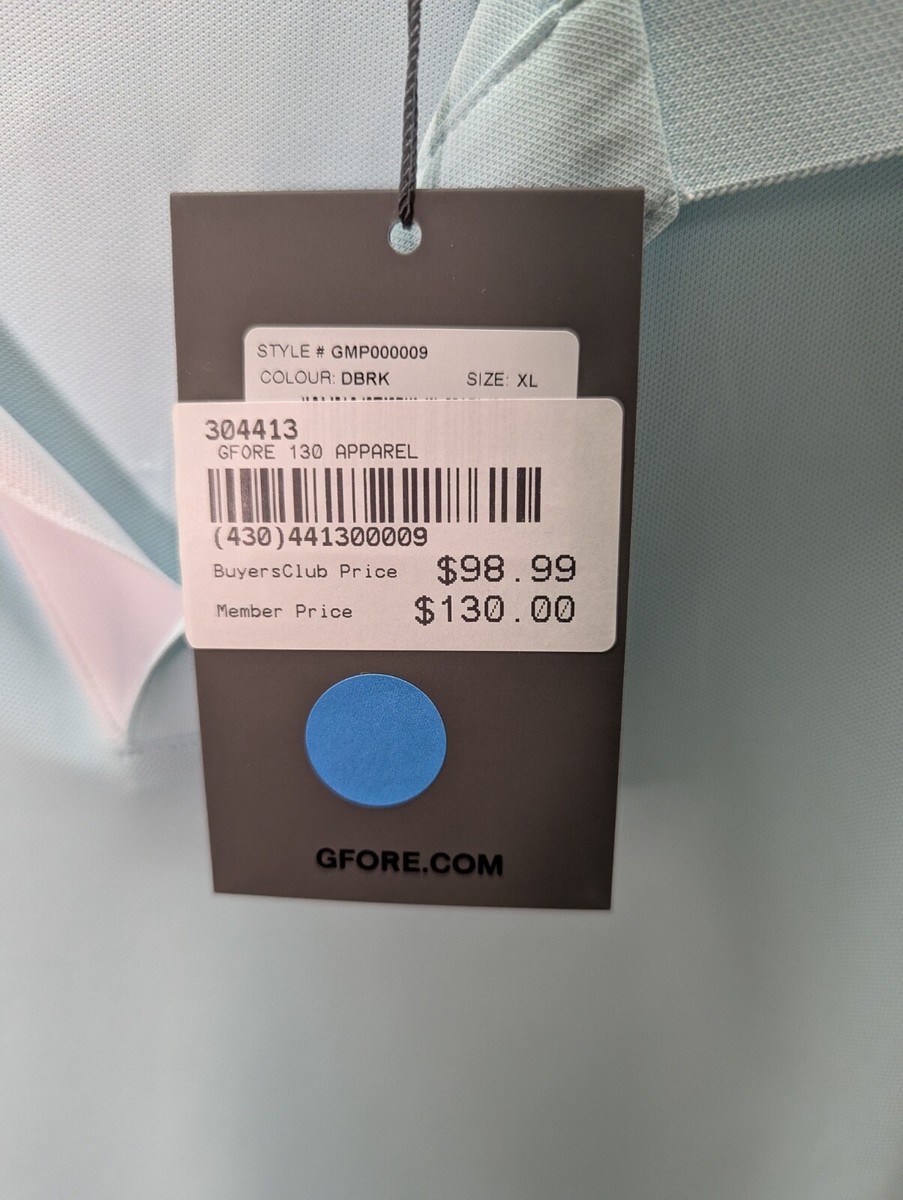 STYLE # GMP000009
COLOUR: DBRK SIZE: XL
304413
GFORE 130 APPAREL
(430)441300009
BuyersClub Price $98.99
Member Price $130.00
GFORE.COM